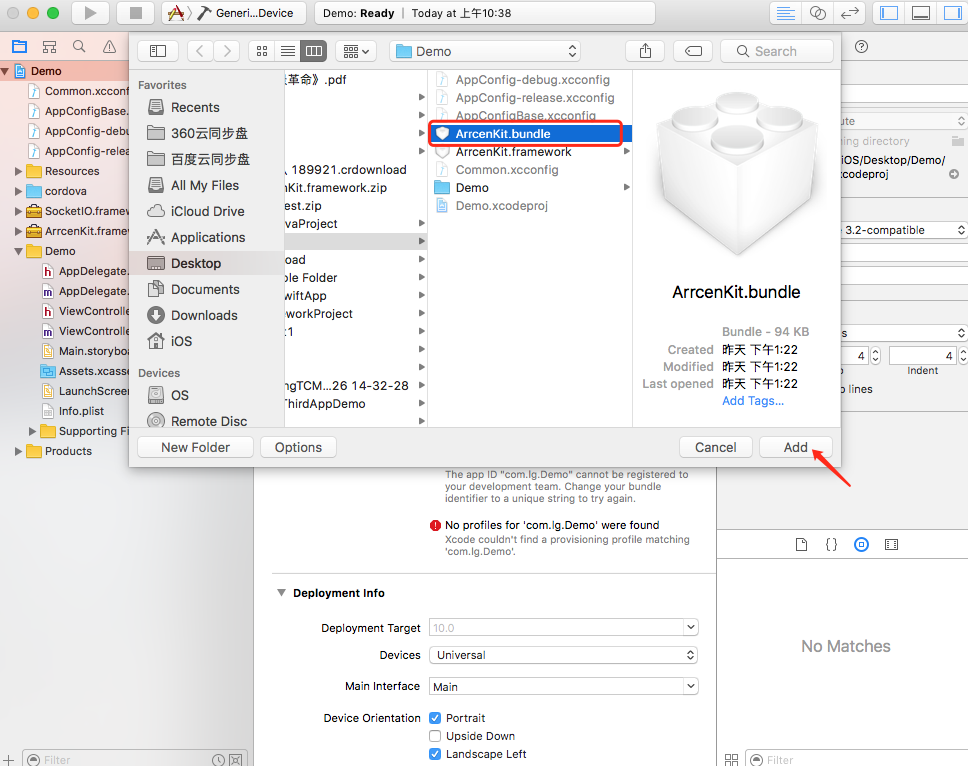 Generi...Device
Demo: Ready | Today at 上午10:38
Demo
Search
Demo
Common.xcconf
AppConfigBase.
AppConfig-debu
AppConfig-relea
Resources
cordova
SocketIO.framew
ArrcenKit.frame
Demo
AppDelegate.
AppDelegate.
ViewControlle
ViewControlle
Main.storyboa
Assets.xcasse
LaunchScreen
Info.plist
Supporting Fi
Products
Favorites
Recents
360云同步盘
百度云同步盘
All My Files
iCloud Drive
Applications
Desktop
Documents
Downloads
iOS
Devices
OS
Remote Disc
革命》.pdf
189921.crdownload
nKit.framework.zip
est.zip
vaProject
oad
ole Folder
wiftApp
workProject
:1
ngTCM...26 14-32-28
ThirdAppDemo
AppConfig-debug.xcconfig
AppConfig-release.xcconfig
AppConfigBase.xcconfig
ArrcenKit.bundle
ArrcenKit.framework
Common.xcconfig
Demo
Demo.xcodeproj
ArrcenKit.bundle
Bundle - 94 KB
Created 昨天 下午1:22
Modified 昨天 下午1:22
Last opened 昨天 下午1:22
Add Tags...
New Folder
Options
Cancel
Add
ute
ning directory
iOS/Desktop/Demo/
xcodeproj
3.2-compatible
s
4
4
Indent
p lines
The app ID "com.lg.Demo" cannot be registered to
your development team. Change your bundle
identifier to a unique string to try again.
No profiles for 'com.lg.Demo' were found
Xcode couldn't find a provisioning profile matching
'com.lg.Demo'.
Deployment Info
Deployment Target 10.0
Devices Universal
Main Interface Main
Device Orientation Portrait
Upside Down
Landscape Left
No Matches
Filter
Filter